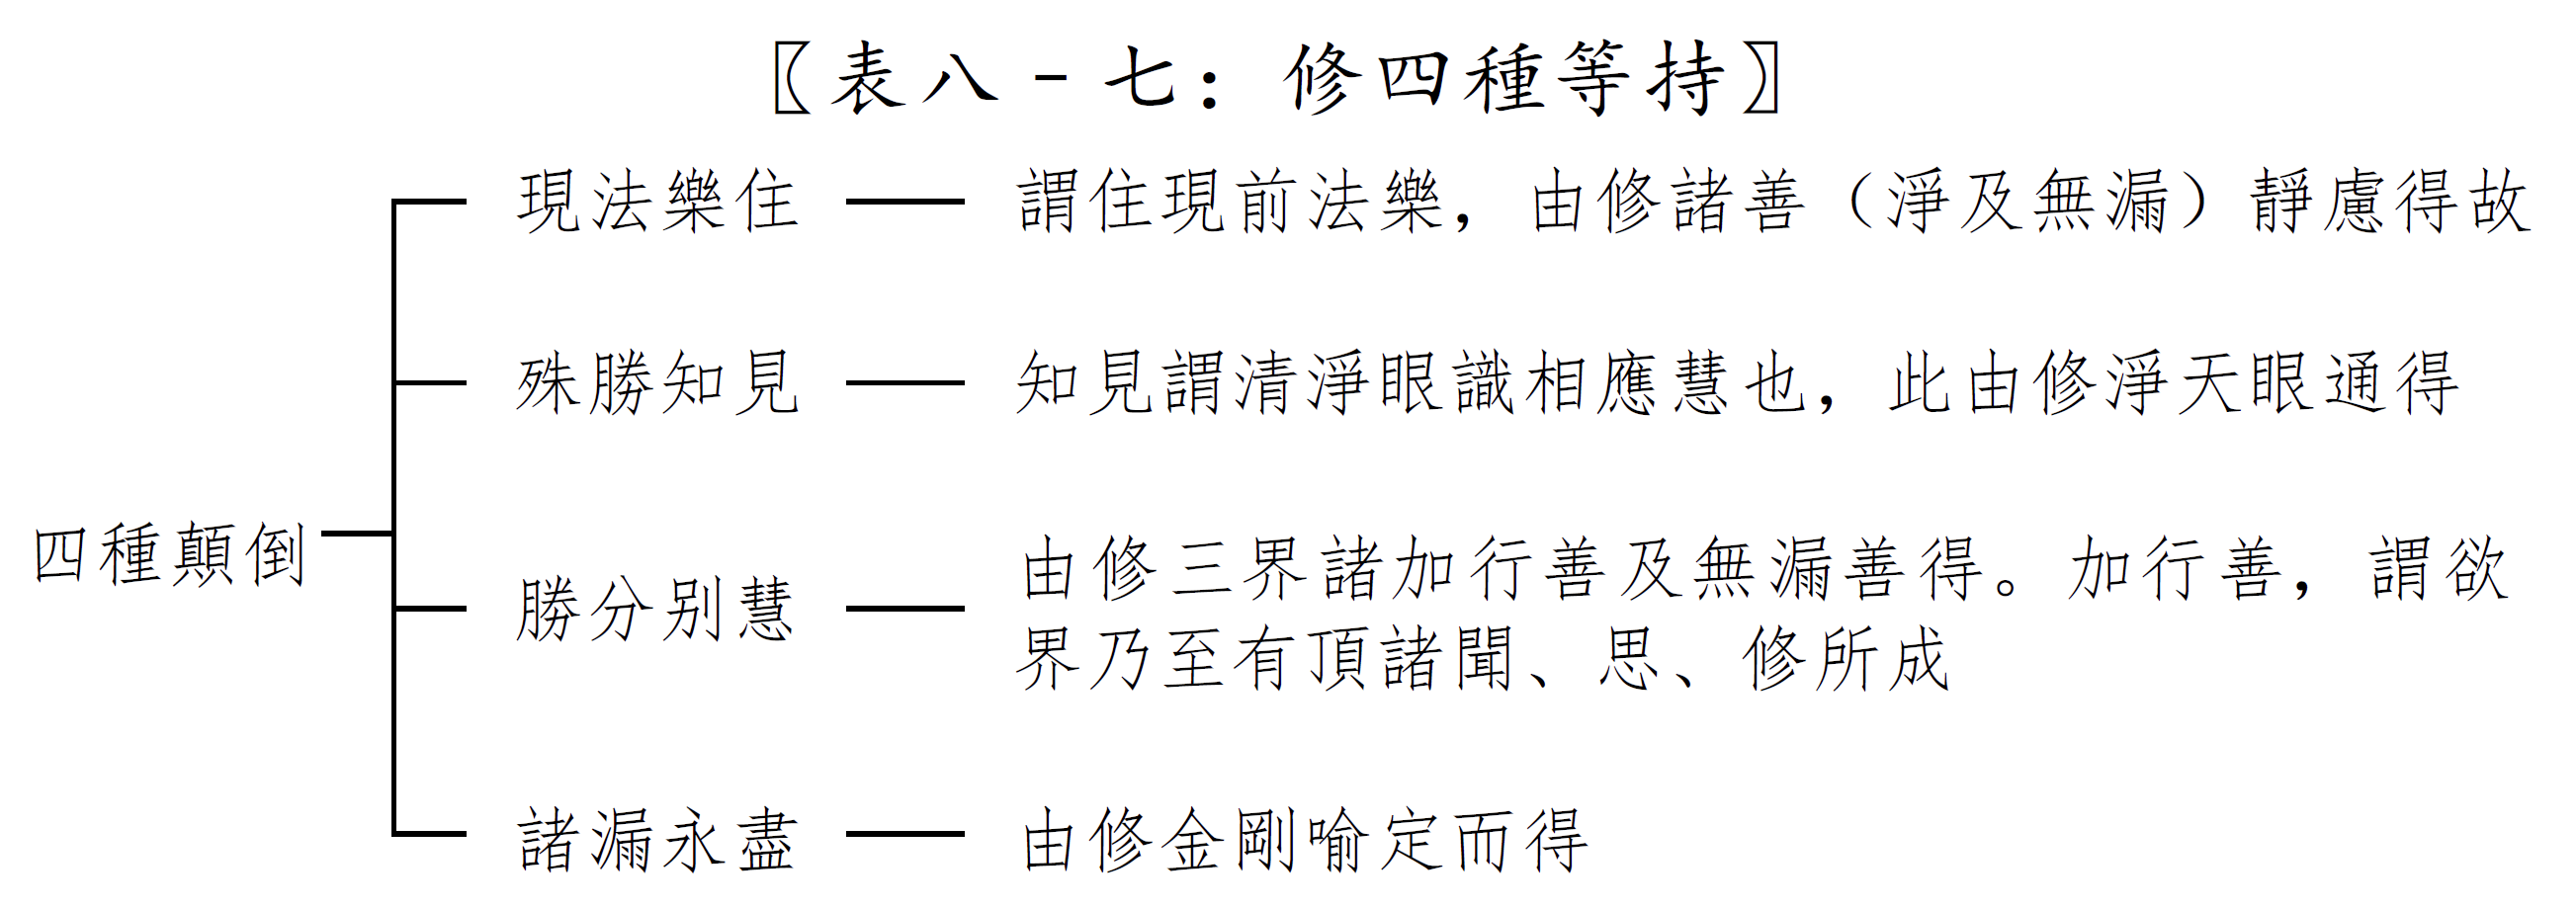 〖表八–七：修四種等持〗
現法樂住 謂住現前法樂，由修諸善（淨及無漏）靜慮得故
殊勝知見 知見謂清淨眼識相應慧也，此由修淨天眼通得
四種顛倒
勝分別慧 由修三界諸加行善及無漏善得。加行善，謂欲
界乃至有頂諸聞、思、修所成
諸漏永盡 由修金剛喻定而得